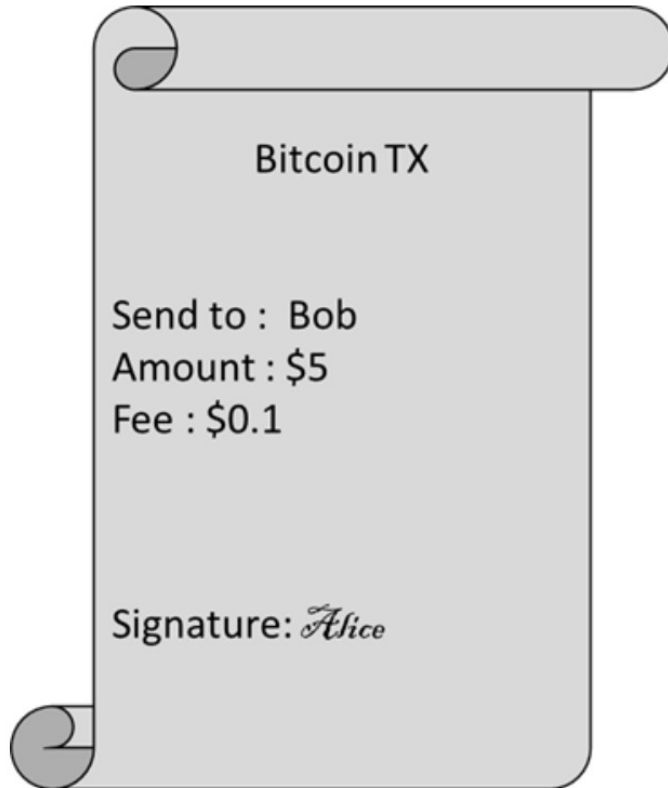 Bitcoin TX
Send to : Bob
Amount : $5
Fee : $0.1
Signature: Alice